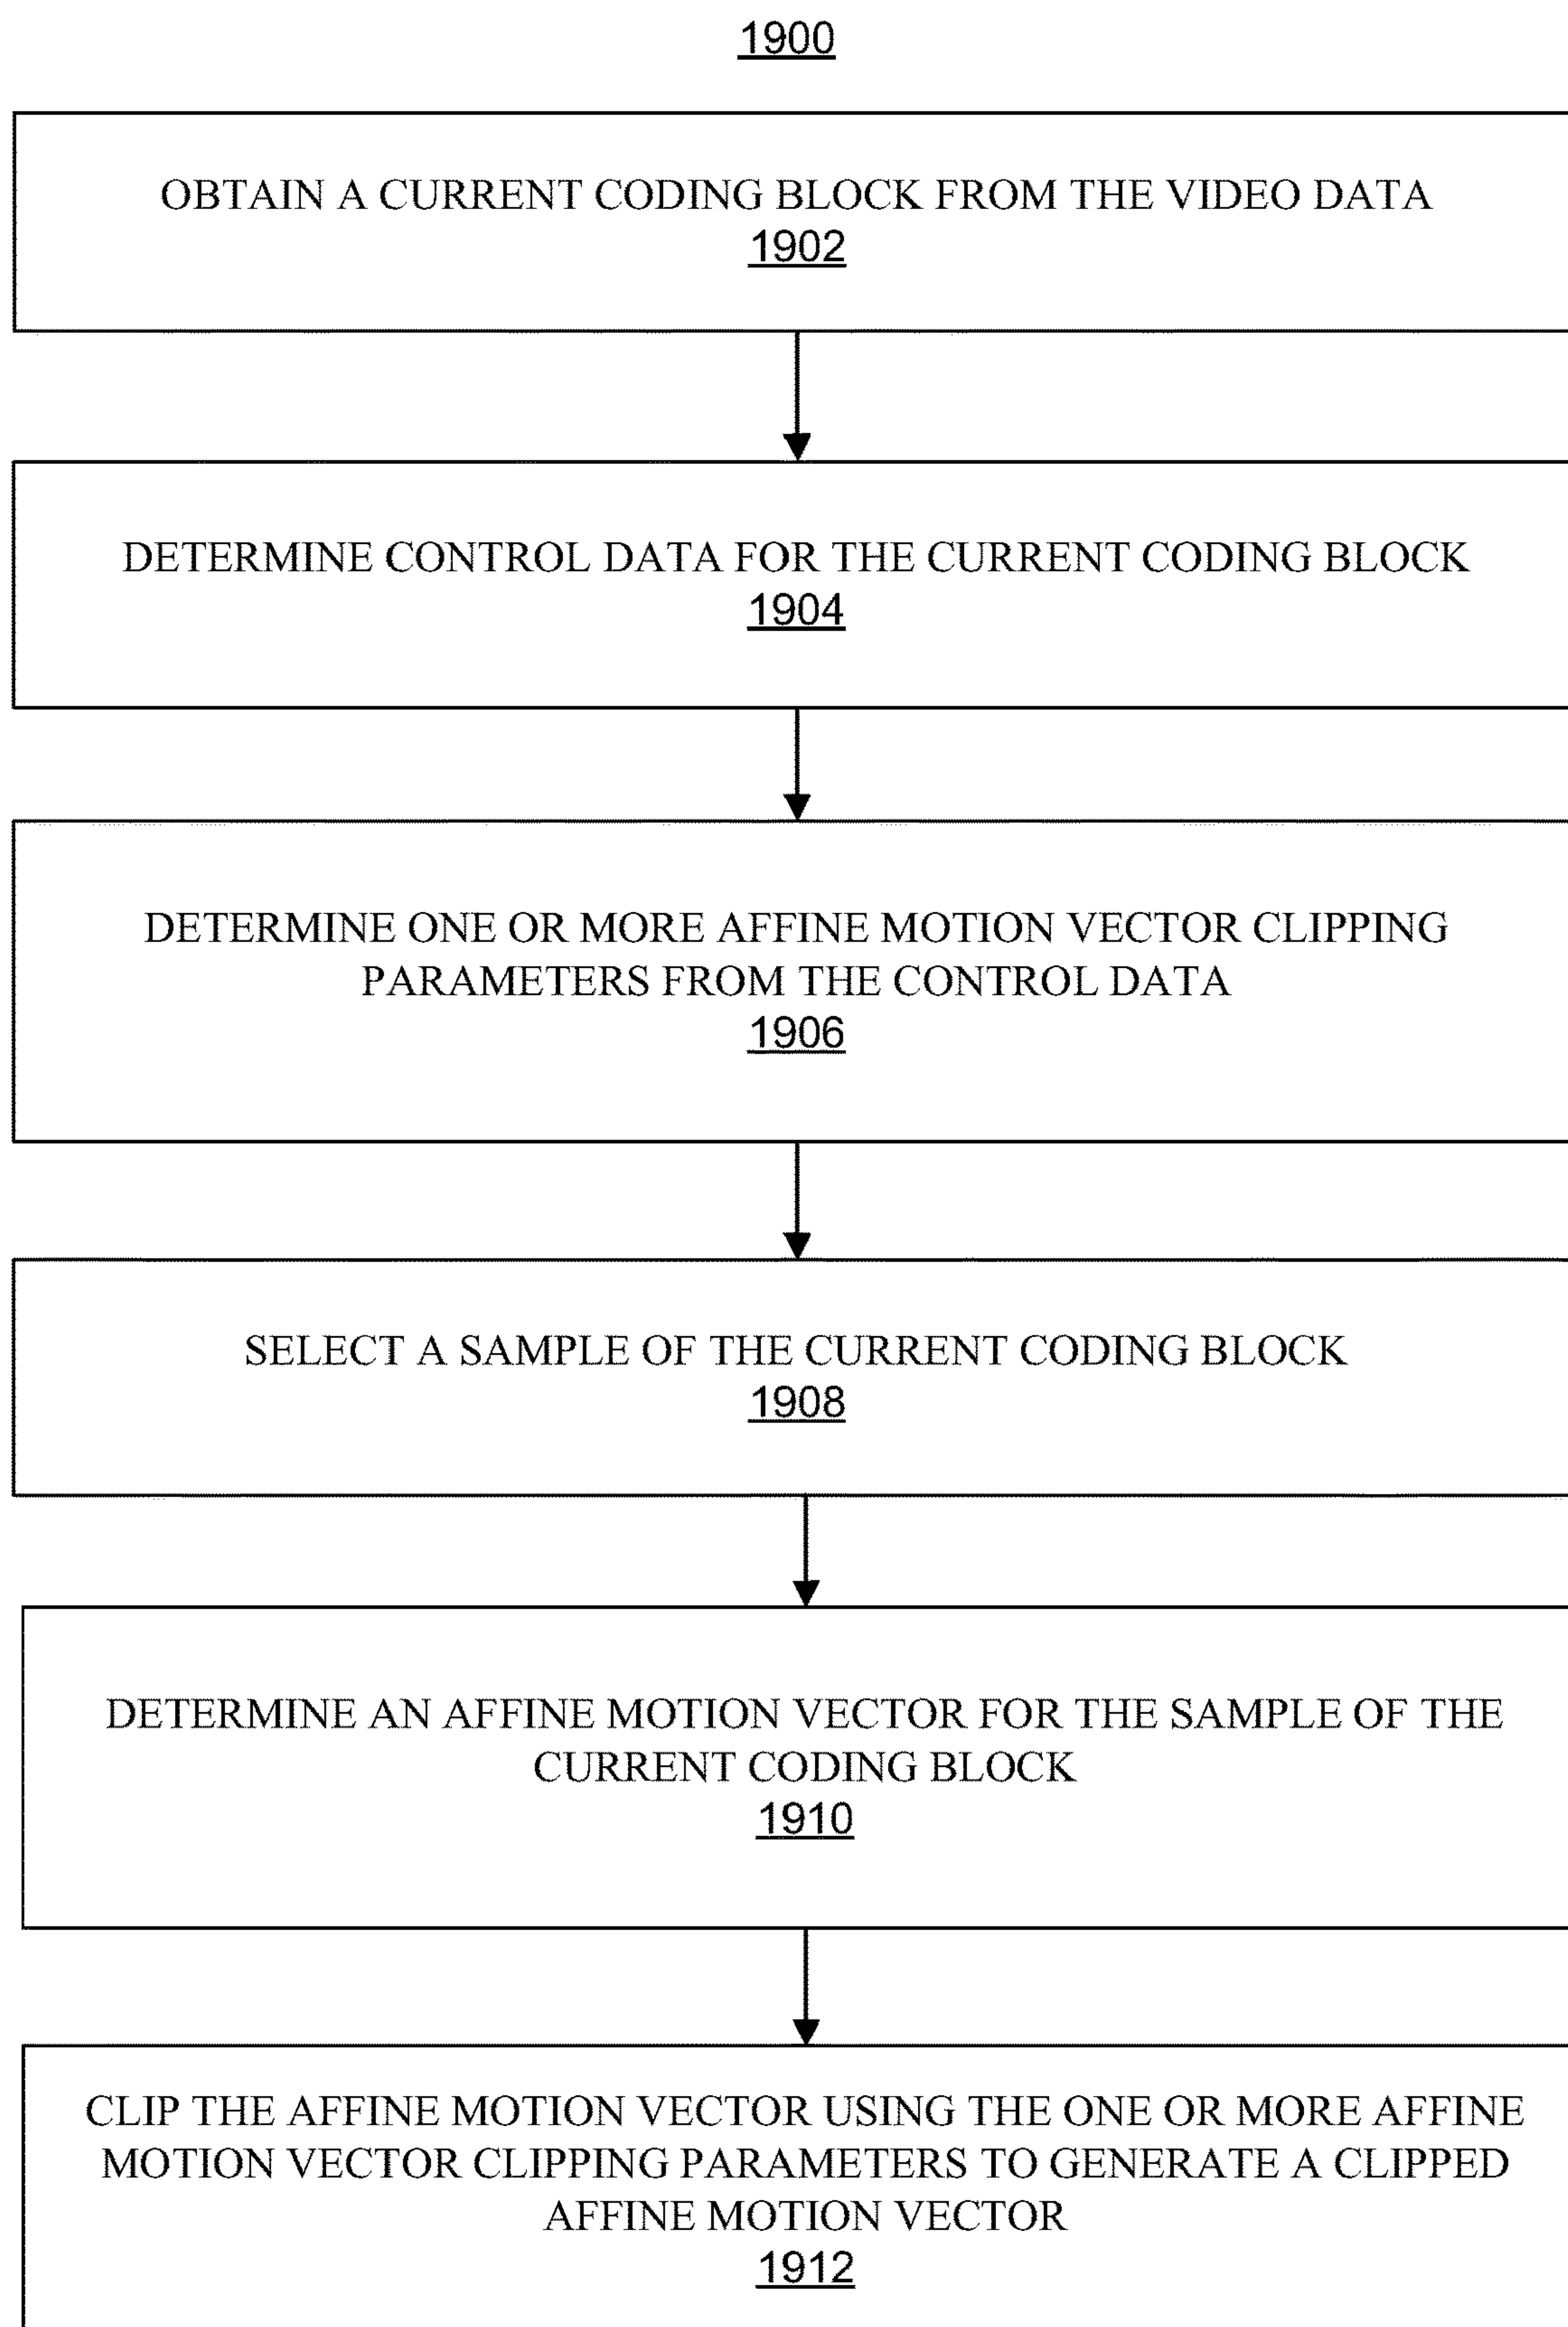 1900
OBTAIN A CURRENT CODING BLOCK FROM THE VIDEO DATA
1902
DETERMINE CONTROL DATA FOR THE CURRENT CODING BLOCK
1904
DETERMINE ONE OR MORE AFFINE MOTION VECTOR CLIPPING
PARAMETERS FROM THE CONTROL DATA
1906
SELECT A SAMPLE OF THE CURRENT CODING BLOCK
1908
DETERMINE AN AFFINE MOTION VECTOR FOR THE SAMPLE OF THE
CURRENT CODING BLOCK
1910
CLIP THE AFFINE MOTION VECTOR USING THE ONE OR MORE AFFINE
MOTION VECTOR CLIPPING PARAMETERS TO GENERATE A CLIPPED
AFFINE MOTION VECTOR
1912